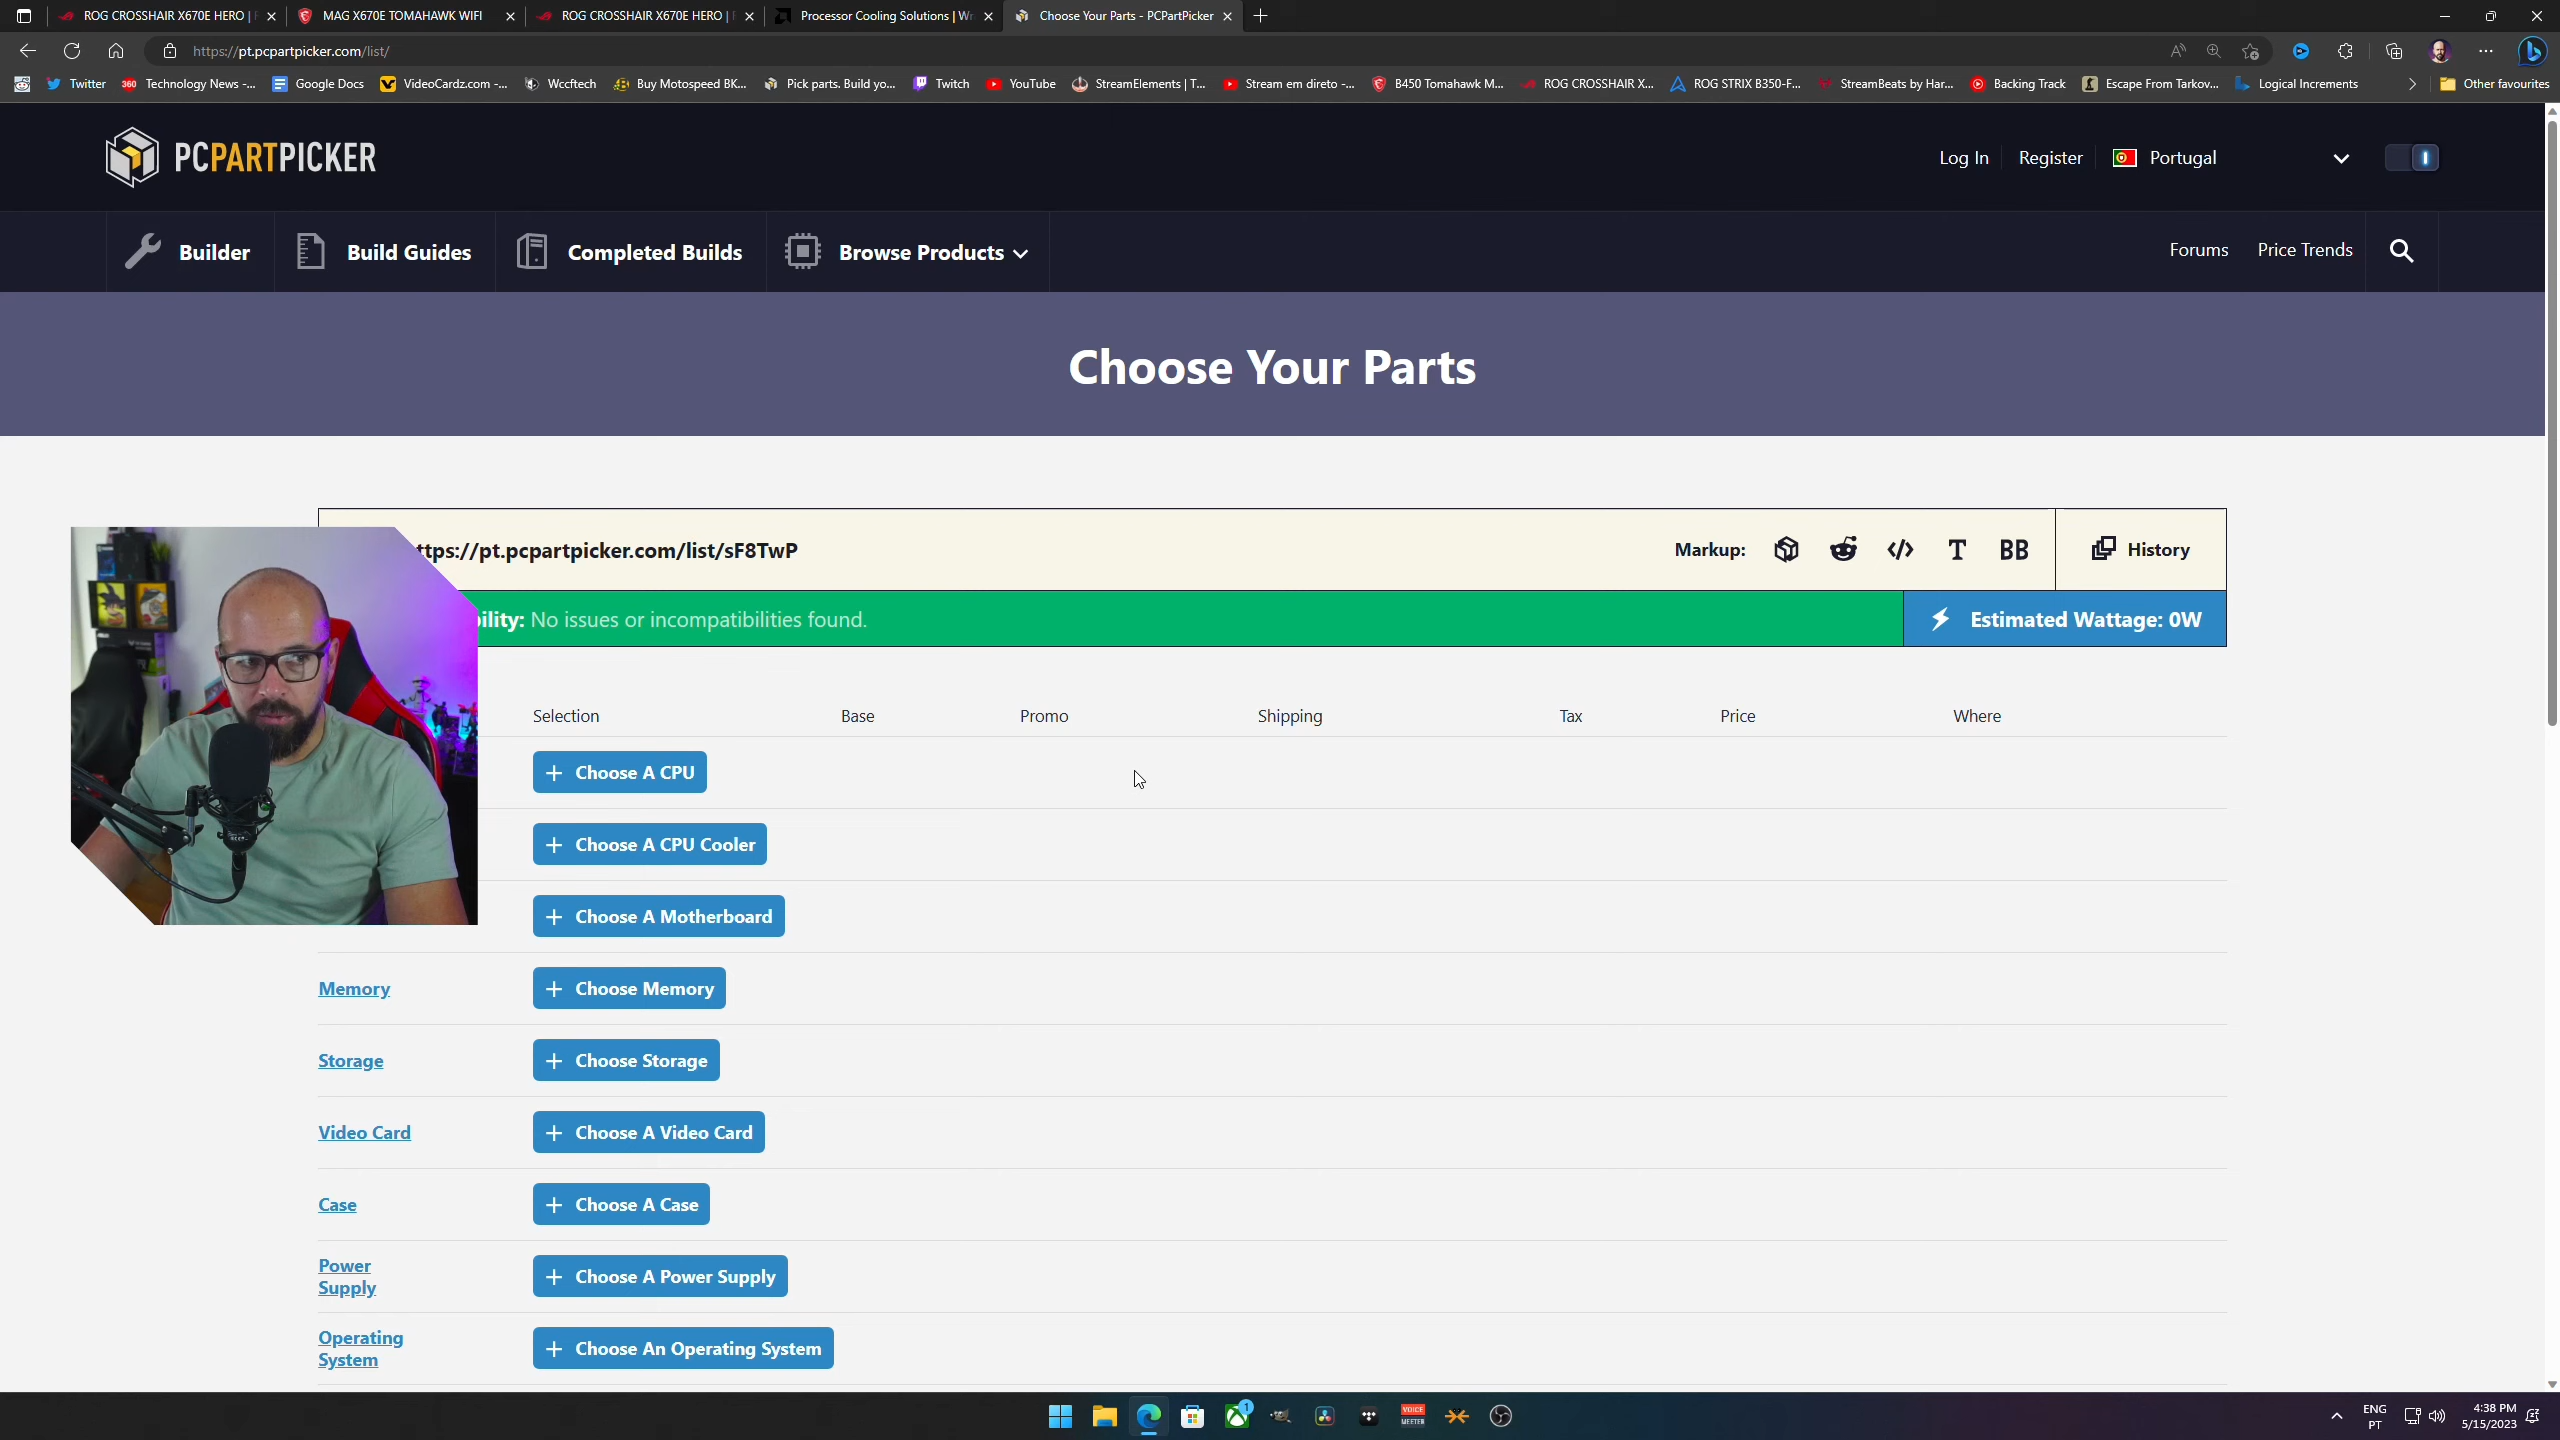 ROG CROSSHAIR X670E HERO |
MAG X670E TOMAHAWK WIFI
ROG CROSSHAIR X670E HERO |
Processor Cooling Solutions | Wr
Choose Your Parts - PCPartPicker
https://pt.pcpartpicker.com/list/
Twitter
Technology News -...
Google Docs
VideoCardz.com -...
Wccftech
Buy Motospeed BK...
Pick parts. Build yo...
Twitch
YouTube
StreamElements | T...
Stream em direto -...
B450 Tomahawk M...
ROG CROSSHAIR X...
ROG STRIX B350-F...
StreamBeats by Har...
Backing Track
Escape From Tarkov...
Logical Increments
Other favourites
PCPARTPICKER
Log In
Register
Portugal
Builder
Build Guides
Completed Builds
Browse Products
Forums
Price Trends
Choose Your Parts
ttps://pt.pcpartpicker.com/list/sF8TwP
Markup:
T
BB
History
bility: No issues or incompatibilities found.
Estimated Wattage: 0W
Selection
Base
Promo
Shipping
Tax
Price
Where
+ Choose A CPU
+ Choose A CPU Cooler
+ Choose A Motherboard
Memory
+ Choose Memory
Storage
+ Choose Storage
Video Card
+ Choose A Video Card
Case
+ Choose A Case
Power
Supply
+ Choose A Power Supply
Operating
System
+ Choose An Operating System
VOICE
MEETER
1
ENG
PT
4:38 PM
5/15/2023